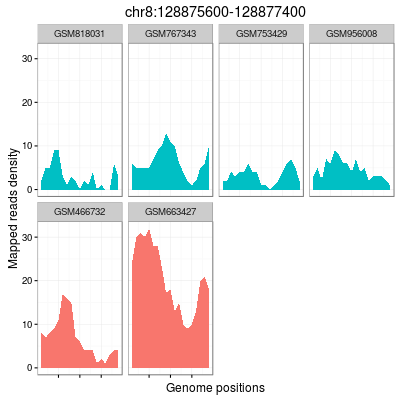 chr8:128875600-128877400
GSM818031 GSM767343 GSM753429 GSM956008
30
20
10
0
GSM466732 GSM663427
30
20
10
0
Mapped reads density
Genome positions